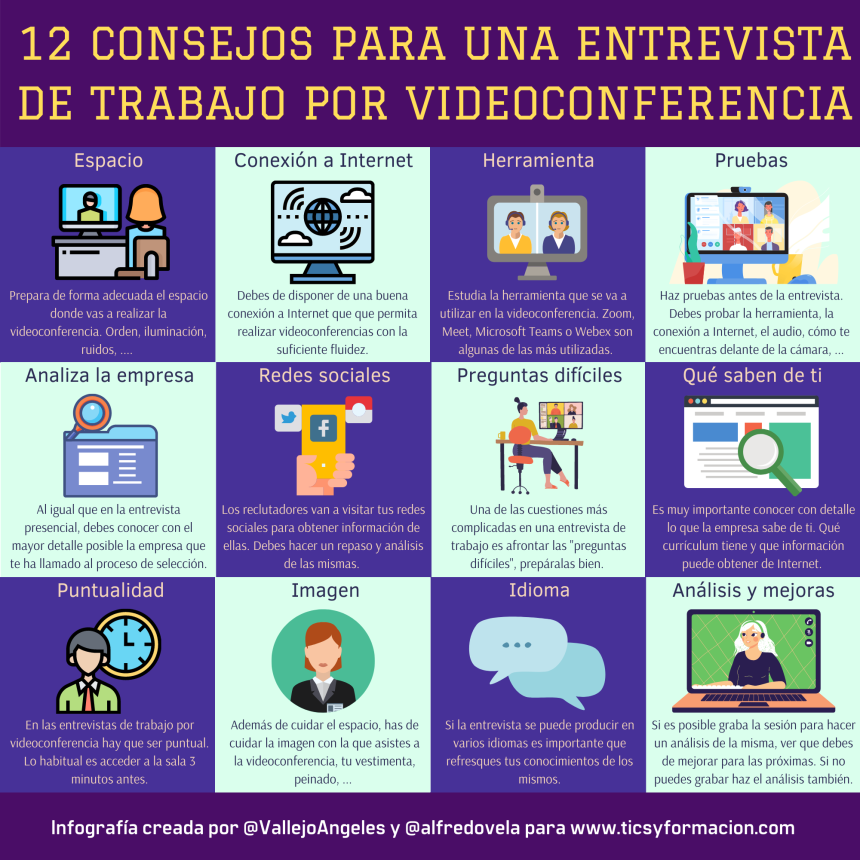 12 CONSEJOS PARA UNA ENTREVISTA
DE TRABAJO POR VIDEOCONFERENCIA
Espacio
Prepara de forma adecuada el espacio
donde vas a realizar la
videoconferencia. Orden, iluminación,
ruidos, ....
Conexión a Internet
Debes de disponer de una buena
conexión a Internet que que permita
realizar videoconferencias con la
suficiente fluidez.
Herramienta
Estudia la herramienta que se va a
utilizar en la videoconferencia. Zoom,
Meet, Microsoft Teams o Webex son
algunas de las más utilizadas.
Pruebas
Haz pruebas antes de la entrevista.
Debes probar la herramienta, la
conexión a Internet, el audio, cómo te
encuentras delante de la cámara, ...
Analiza la empresa
Al igual que en la entrevista
presencial, debes conocer con el
mayor detalle posible la empresa que
te ha llamado al proceso de selección.
Redes sociales
Los reclutadores van a visitar tus redes
sociales para obtener información de
ellas. Debes hacer un repaso y análisis
de las mismas.
Preguntas difíciles
Una de las cuestiones más
complicadas en una entrevista de
trabajo es afrontar las "preguntas
difíciles", prepáralas bien.
Qué saben de ti
Es muy importante conocer con detalle
lo que la empresa sabe de ti. Qué
currículum tiene y que información
puede obtener de Internet.
Puntualidad
En las entrevistas de trabajo por
videoconferencia hay que ser puntual.
Lo habitual es acceder a la sala 3
minutos antes.
Imagen
Además de cuidar el espacio, has de
cuidar la imagen con la que asistes a
la videoconferencia, tu vestimenta,
peinado, ...
Idioma
Si la entrevista se puede producir en
varios idiomas es importante que
refresques tus conocimientos de los
mismos.
Análisis y mejoras
Si es posible graba la sesión para hacer
un análisis de la misma, ver que debes
de mejorar para las próximas. Si no
puedes grabar haz el análisis también.
Infografía creada por @VallejoAngeles y @alfredovela para www.ticsyformacion.com